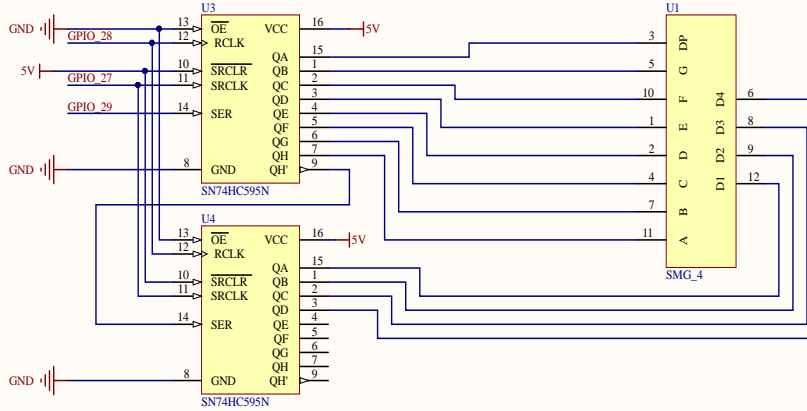 U3
GND 13 OE VCC 16 5V
GPIO_28 12 RCLK
QA 15
5V 10 SRCLR QB 1
GPIO_27 11 SRCLK QC 2
QD 3
GPIO_29 14 SER QE 4
QF 5
QG 6
QH 7
GND 8 GND QH' 9
SN74HC595N
U1
3 DP
5 G
10 F D4 6
1 E D3 8
2 D D2 9
4 C D1 12
7 B
11 A
SMG_4
U4
13 OE VCC 16 5V
12 RCLK
QA 15
10 SRCLR QB 1
11 SRCLK QC 2
QD 3
14 SER QE 4
QF 5
QG 6
QH 7
GND 8 GND QH' 9
SN74HC595N